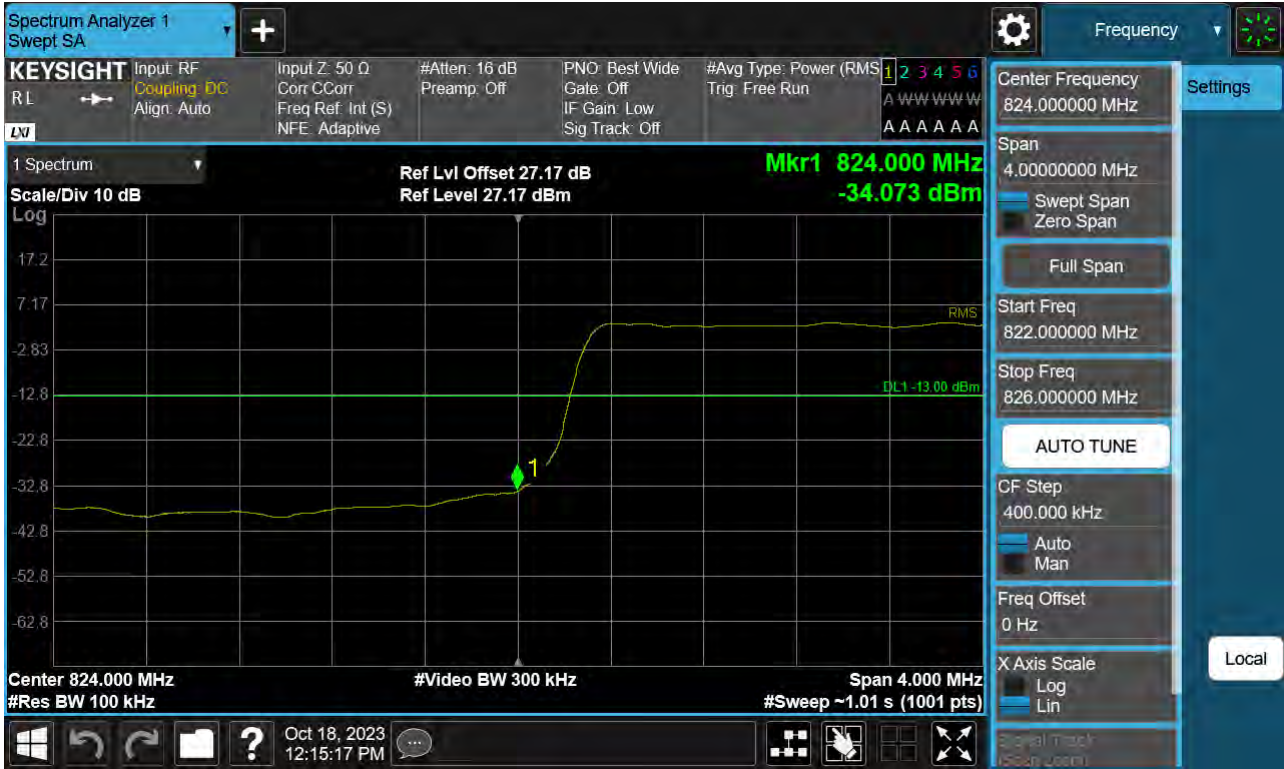 Spectrum Analyzer 1
Swept SA
Frequency
KEYSIGHT
RL
LXI
Input: RF
Coupling: DC
Align: Auto
Input Z: 50 Ω
Corr CCorr
Freq Ref: Int (S)
NFE: Adaptive
#Atten: 16 dB
Preamp: Off
PNO: Best Wide
Gate: Off
IF Gain: Low
Sig Track: Off
#Avg Type: Power (RMS
Trig: Free Run
1 2 3 4 5 6
A W W W W W
A A A A A A
1 Spectrum
Scale/Div 10 dB
Log
Ref Lvl Offset 27.17 dB
Ref Level 27.17 dBm
Mkr1 824.000 MHz
-34.073 dBm
17.2
7.17
-2.83
-12.8
-22.8
-32.8
-42.8
-52.8
-62.8
RMS
DL1 -13.00 dBm
1
Center 824.000 MHz
#Res BW 100 kHz
#Video BW 300 kHz
Span 4.000 MHz
#Sweep ~1.01 s (1001 pts)
Center Frequency
824.000000 MHz
Span
4.00000000 MHz
Swept Span
Zero Span
Full Span
Start Freq
822.000000 MHz
Stop Freq
826.000000 MHz
AUTO TUNE
CF Step
400.000 kHz
Auto
Man
Freq Offset
0 Hz
X Axis Scale
Log
Lin
Signal Track
(Span Zoom)
Settings
Local
?
Oct 18, 2023
12:15:17 PM